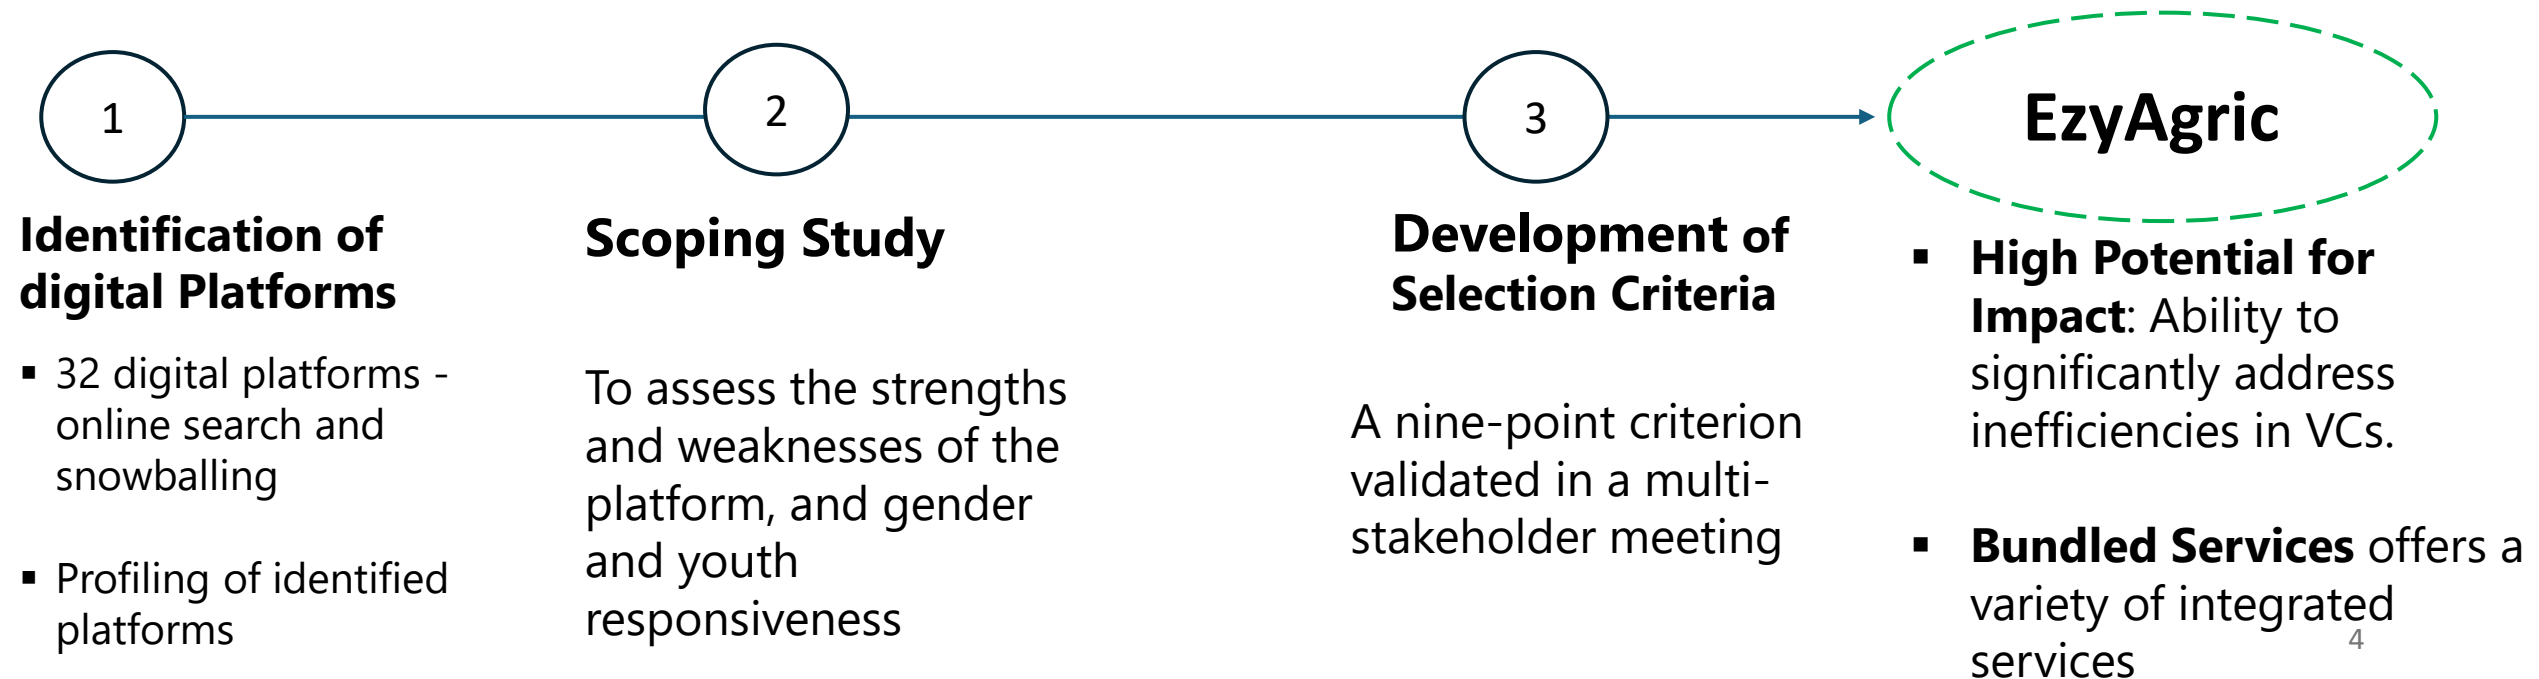 1
Identification of
digital Platforms
▪ 32 digital platforms -
online search and
snowballing
▪ Profiling of identified
platforms
2
Scoping Study
To assess the strengths
and weaknesses of the
platform, and gender
and youth
responsiveness
3
Development of
Selection Criteria
A nine-point criterion
validated in a multi-
stakeholder meeting
EzyAgric
▪ High Potential for
Impact: Ability to
significantly address
inefficiencies in VCs.
▪ Bundled Services offers a
variety of integrated
services
4